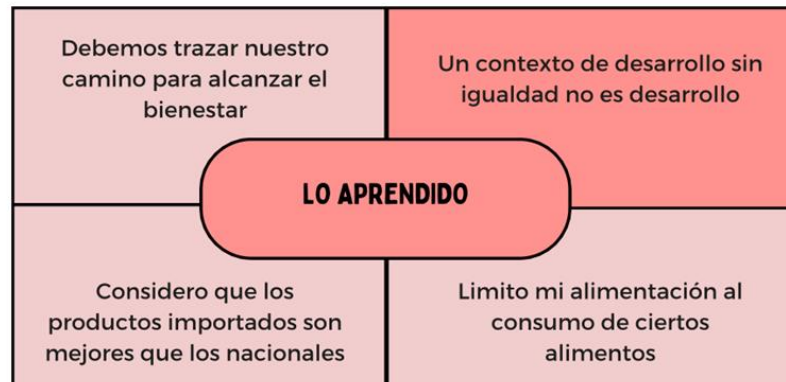 Debemos trazar nuestro
camino para alcanzar el
bienestar
Un contexto de desarrollo sin
igualdad no es desarrollo
LO APRENDIDO
Considero que los
productos importados son
mejores que los nacionales
Limito mi alimentación al
consumo de ciertos
alimentos